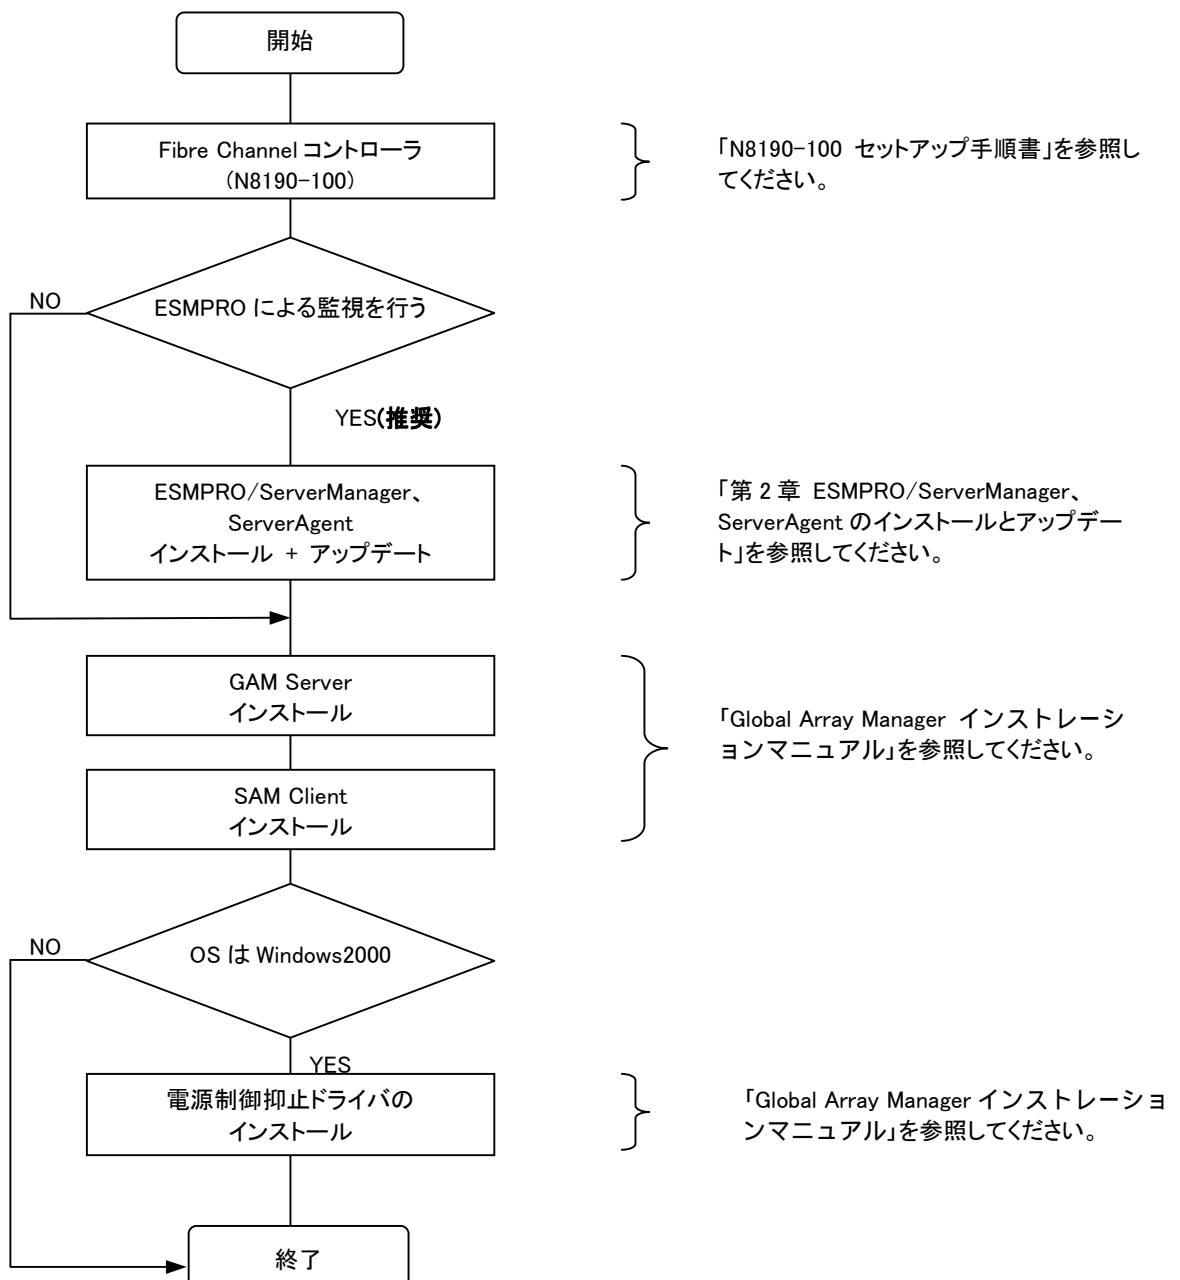 開始
Fibre Channel コントローラ
(N8190-100)
「N8190-100 セットアップ手順書」を参照し
てください。
NO
ESMPRO による監視を行う
YES(推奨)
ESMPRO/ServerManager、
ServerAgent
インストール + アップデート
「第 2 章 ESMPRO/ServerManager、
ServerAgent のインストールとアップデー
ト」を参照してください。
GAM Server
インストール
SAM Client
インストール
「Global Array Manager インストレーシ
ョンマニュアル」を参照してください。
NO
OS は Windows2000
YES
電源制御抑止ドライバの
インストール
「Global Array Manager インストレーショ
ンマニュアル」を参照してください。
終了